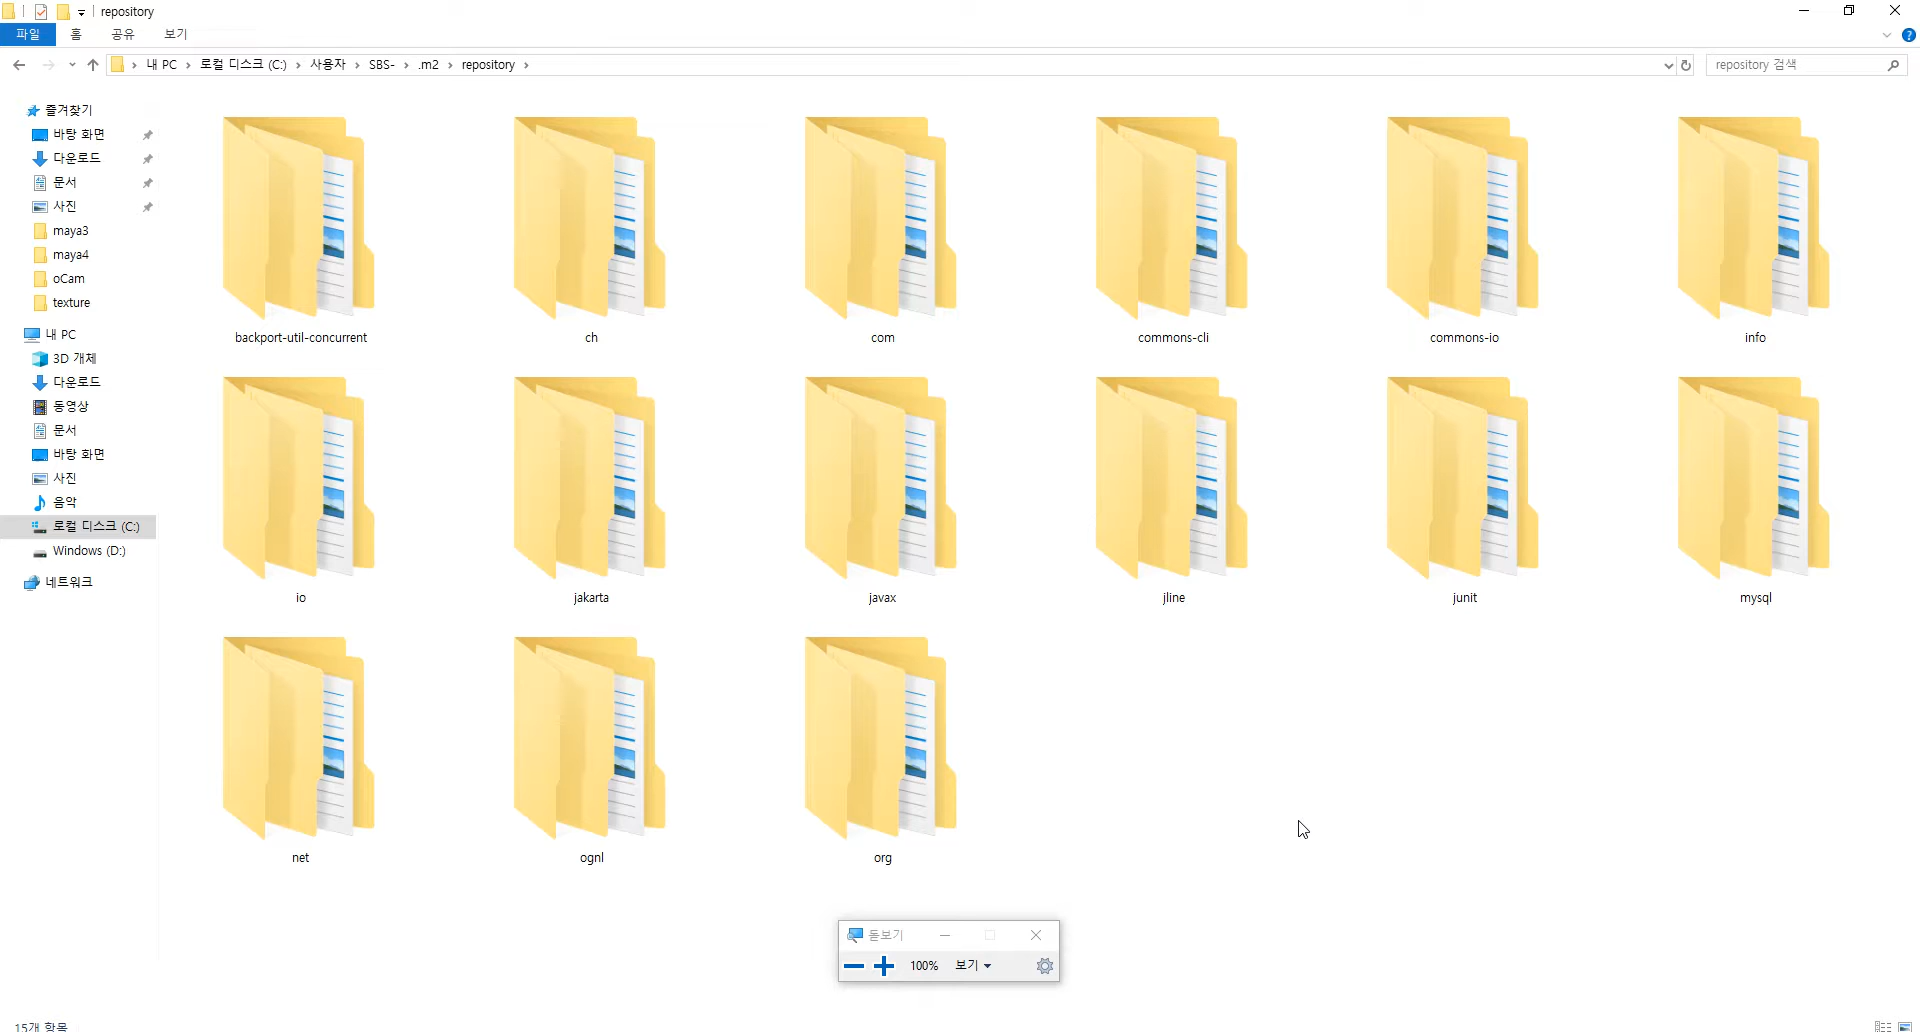 repository
파일 홈 공유 보기
내 PC 로컬 디스크 (C:) 사용자 SBS- .m2 repository
repository 검색
즐겨찾기
바탕 화면
다운로드
문서
사진
maya3
maya4
oCam
texture
내 PC
3D 개체
다운로드
동영상
문서
바탕 화면
사진
음악
로컬 디스크 (C:)
Windows (D:)
네트워크
backport-util-concurrent ch com commons-cli commons-io info
io jakarta javax jline junit mysql
net ognl org
돋보기
100% 보기
15개 항목